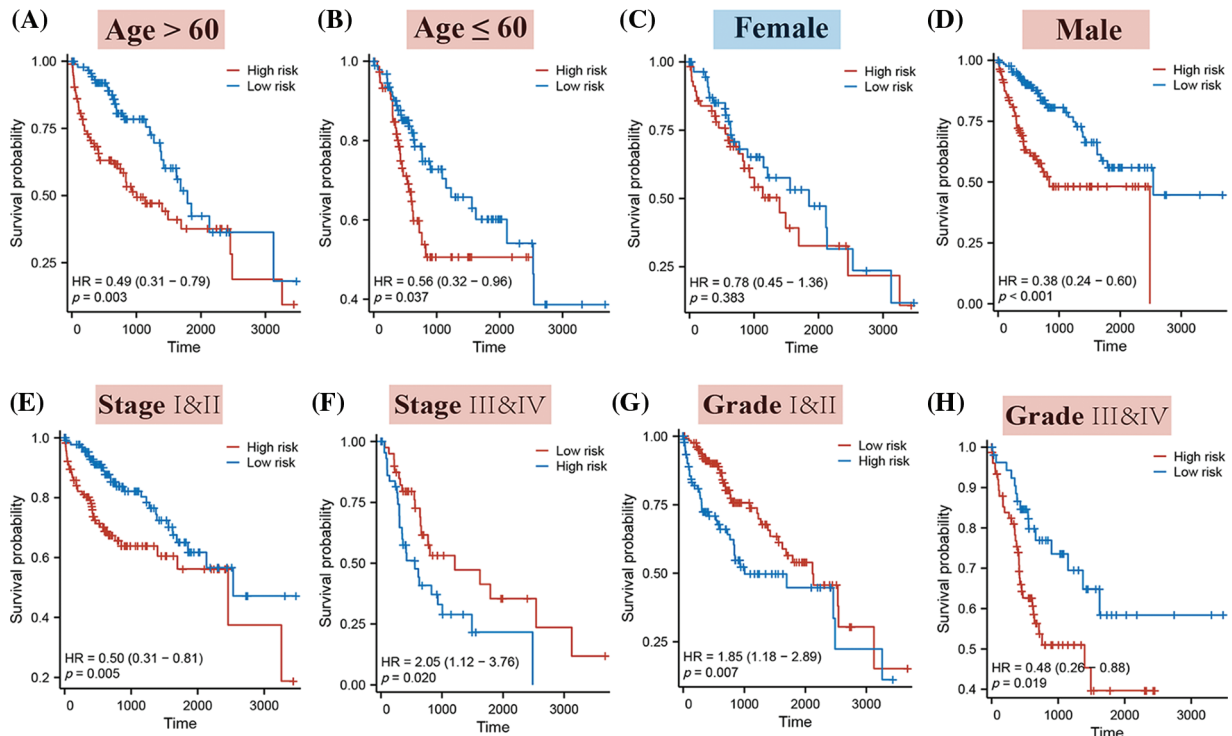 (A)
Age > 60
1.00
0.75
0.50
0.25
Survival probability
High risk
Low risk
HR = 0.49 (0.31 − 0.79)
p = 0.003
0 1000 2000 3000
Time
(B)
Age ≤ 60
1.00
0.8
0.6
0.4
Survival probability
High risk
Low risk
HR = 0.56 (0.32 − 0.96)
p = 0.037
0 1000 2000 3000
Time
(C)
Female
1.00
0.75
0.50
0.25
Survival probability
High risk
Low risk
HR = 0.78 (0.45 − 1.36)
p = 0.383
0 1000 2000 3000
Time
(D)
Male
1.00
0.75
0.50
0.25
0.00
Survival probability
High risk
Low risk
HR = 0.38 (0.24 − 0.60)
p < 0.001
0 1000 2000 3000
Time
(E)
Stage I&II
1.0
0.8
0.6
0.4
0.2
Survival probability
High risk
Low risk
HR = 0.50 (0.31 − 0.81)
p = 0.005
0 1000 2000 3000
Time
(F)
Stage III&IV
1.00
0.75
0.50
0.25
0.00
Survival probability
Low risk
High risk
HR = 2.05 (1.12 − 3.76)
p = 0.020
0 1000 2000 3000
Time
(G)
Grade I&II
1.00
0.75
0.50
0.25
Survival probability
Low risk
High risk
HR = 1.85 (1.18 − 2.89)
p = 0.007
0 1000 2000 3000
Time
(H)
Grade III&IV
1.0
0.9
0.8
0.7
0.6
0.5
0.4
Survival probability
High risk
Low risk
HR = 0.48 (0.26 − 0.88)
p = 0.019
0 1000 2000 3000
Time